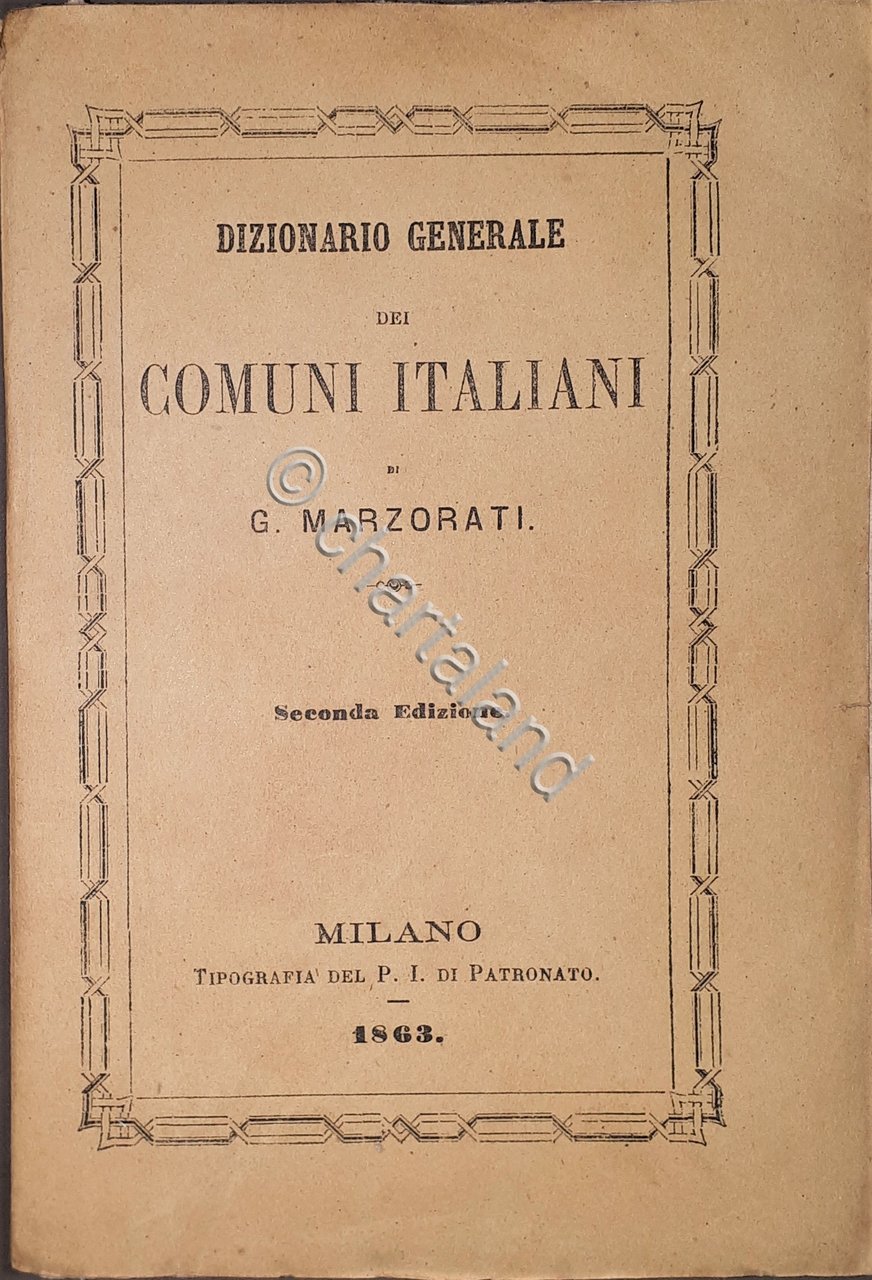 DIZIONARIO GENERALE
DEI
COMUNI ITALIANI
DI
G. MARZORATI.
© chartaland
Seconda Edizione
MILANO
TIPOGRAFIA DEL P. I. DI PATRONATO.
1863.